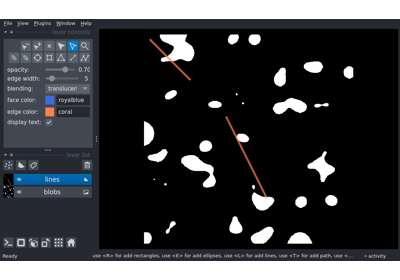 File View Plugins Window Help
layer controls
opacity: 0.70
edge width: 5
blending: translucen
face color: royalblue
edge color: coral
display text:
layer list
lines
blobs
Ready
use <R> for add rectangles, use <E> for add ellipses, use <L> for add lines, use <T> for add path, use <...
activity